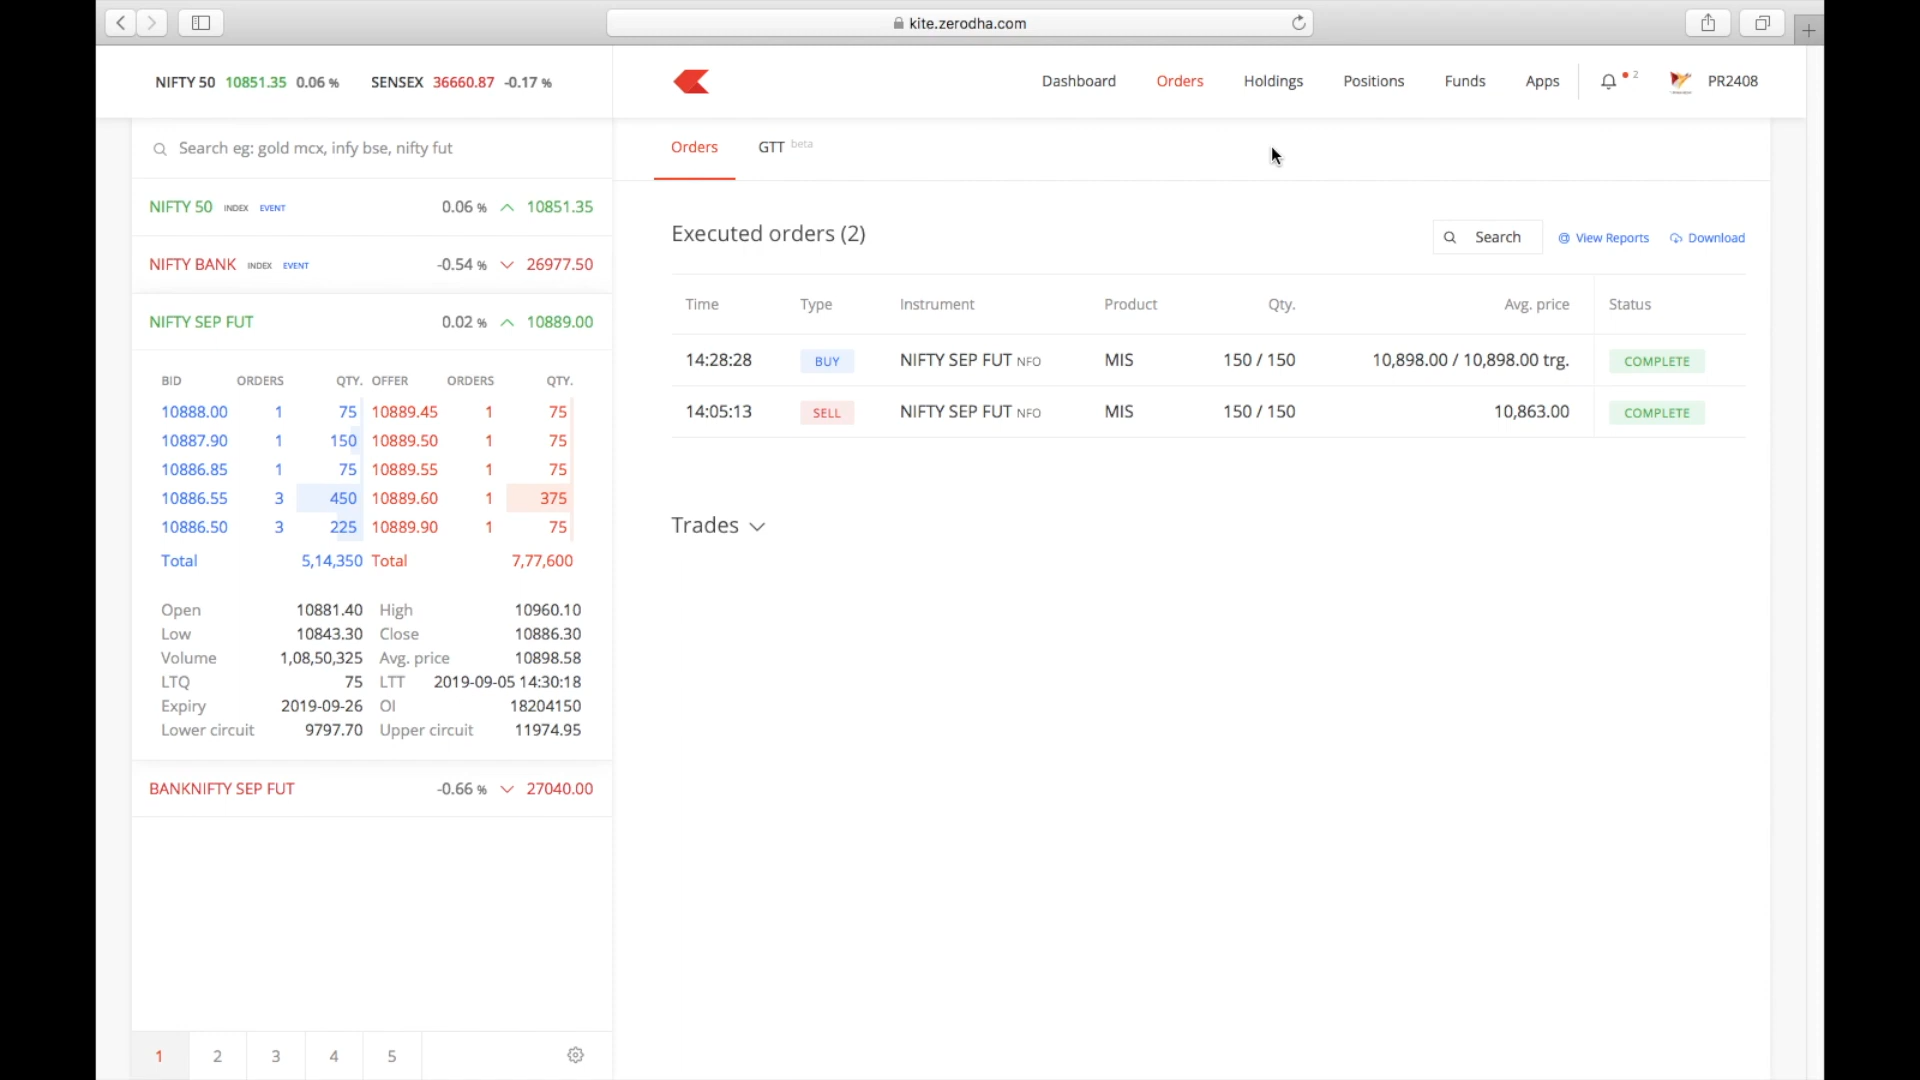 kite.zerodha.com
NIFTY 50 10851.35 0.06 % SENSEX 36660.87 -0.17 %
Dashboard Orders Holdings Positions Funds Apps 2 PR2408
Search eg: gold mcx, infy bse, nifty fut
NIFTY 50 INDEX EVENT 0.06 % 10851.35
NIFTY BANK INDEX EVENT -0.54 % 26977.50
NIFTY SEP FUT 0.02 % 10889.00
BID ORDERS QTY. OFFER ORDERS QTY.
10888.00 1 75 10889.45 1 75
10887.90 1 150 10889.50 1 75
10886.85 1 75 10889.55 1 75
10886.55 3 450 10889.60 1 375
10886.50 3 225 10889.90 1 75
Total 5,14,350 Total 7,77,600
Open 10881.40 High 10960.10
Low 10843.30 Close 10886.30
Volume 1,08,50,325 Avg. price 10898.58
LTQ 75 LTT 2019-09-05 14:30:18
Expiry 2019-09-26 OI 18204150
Lower circuit 9797.70 Upper circuit 11974.95
BANKNIFTY SEP FUT -0.66 % 27040.00
1 2 3 4 5
Orders GTT beta
Executed orders (2) Search View Reports Download
Time Type Instrument Product Qty. Avg. price Status
14:28:28 BUY NIFTY SEP FUT NFO MIS 150 / 150 10,898.00 / 10,898.00 trg. COMPLETE
14:05:13 SELL NIFTY SEP FUT NFO MIS 150 / 150 10,863.00 COMPLETE
Trades